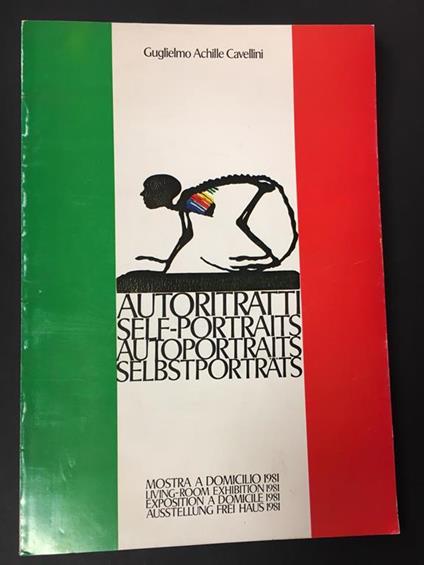 Guglielmo Achille Cavellini
AUTORITRATTI
SELF-PORTRAITS
AUTOPORTRAITS
SELBSTPORTRÄTS
MOSTRA A DOMICILIO 1981
LIVING-ROOM EXHIBITION 1981
EXPOSITION A DOMICILE 1981
AUSSTELLUNG FREI HAUS 1981